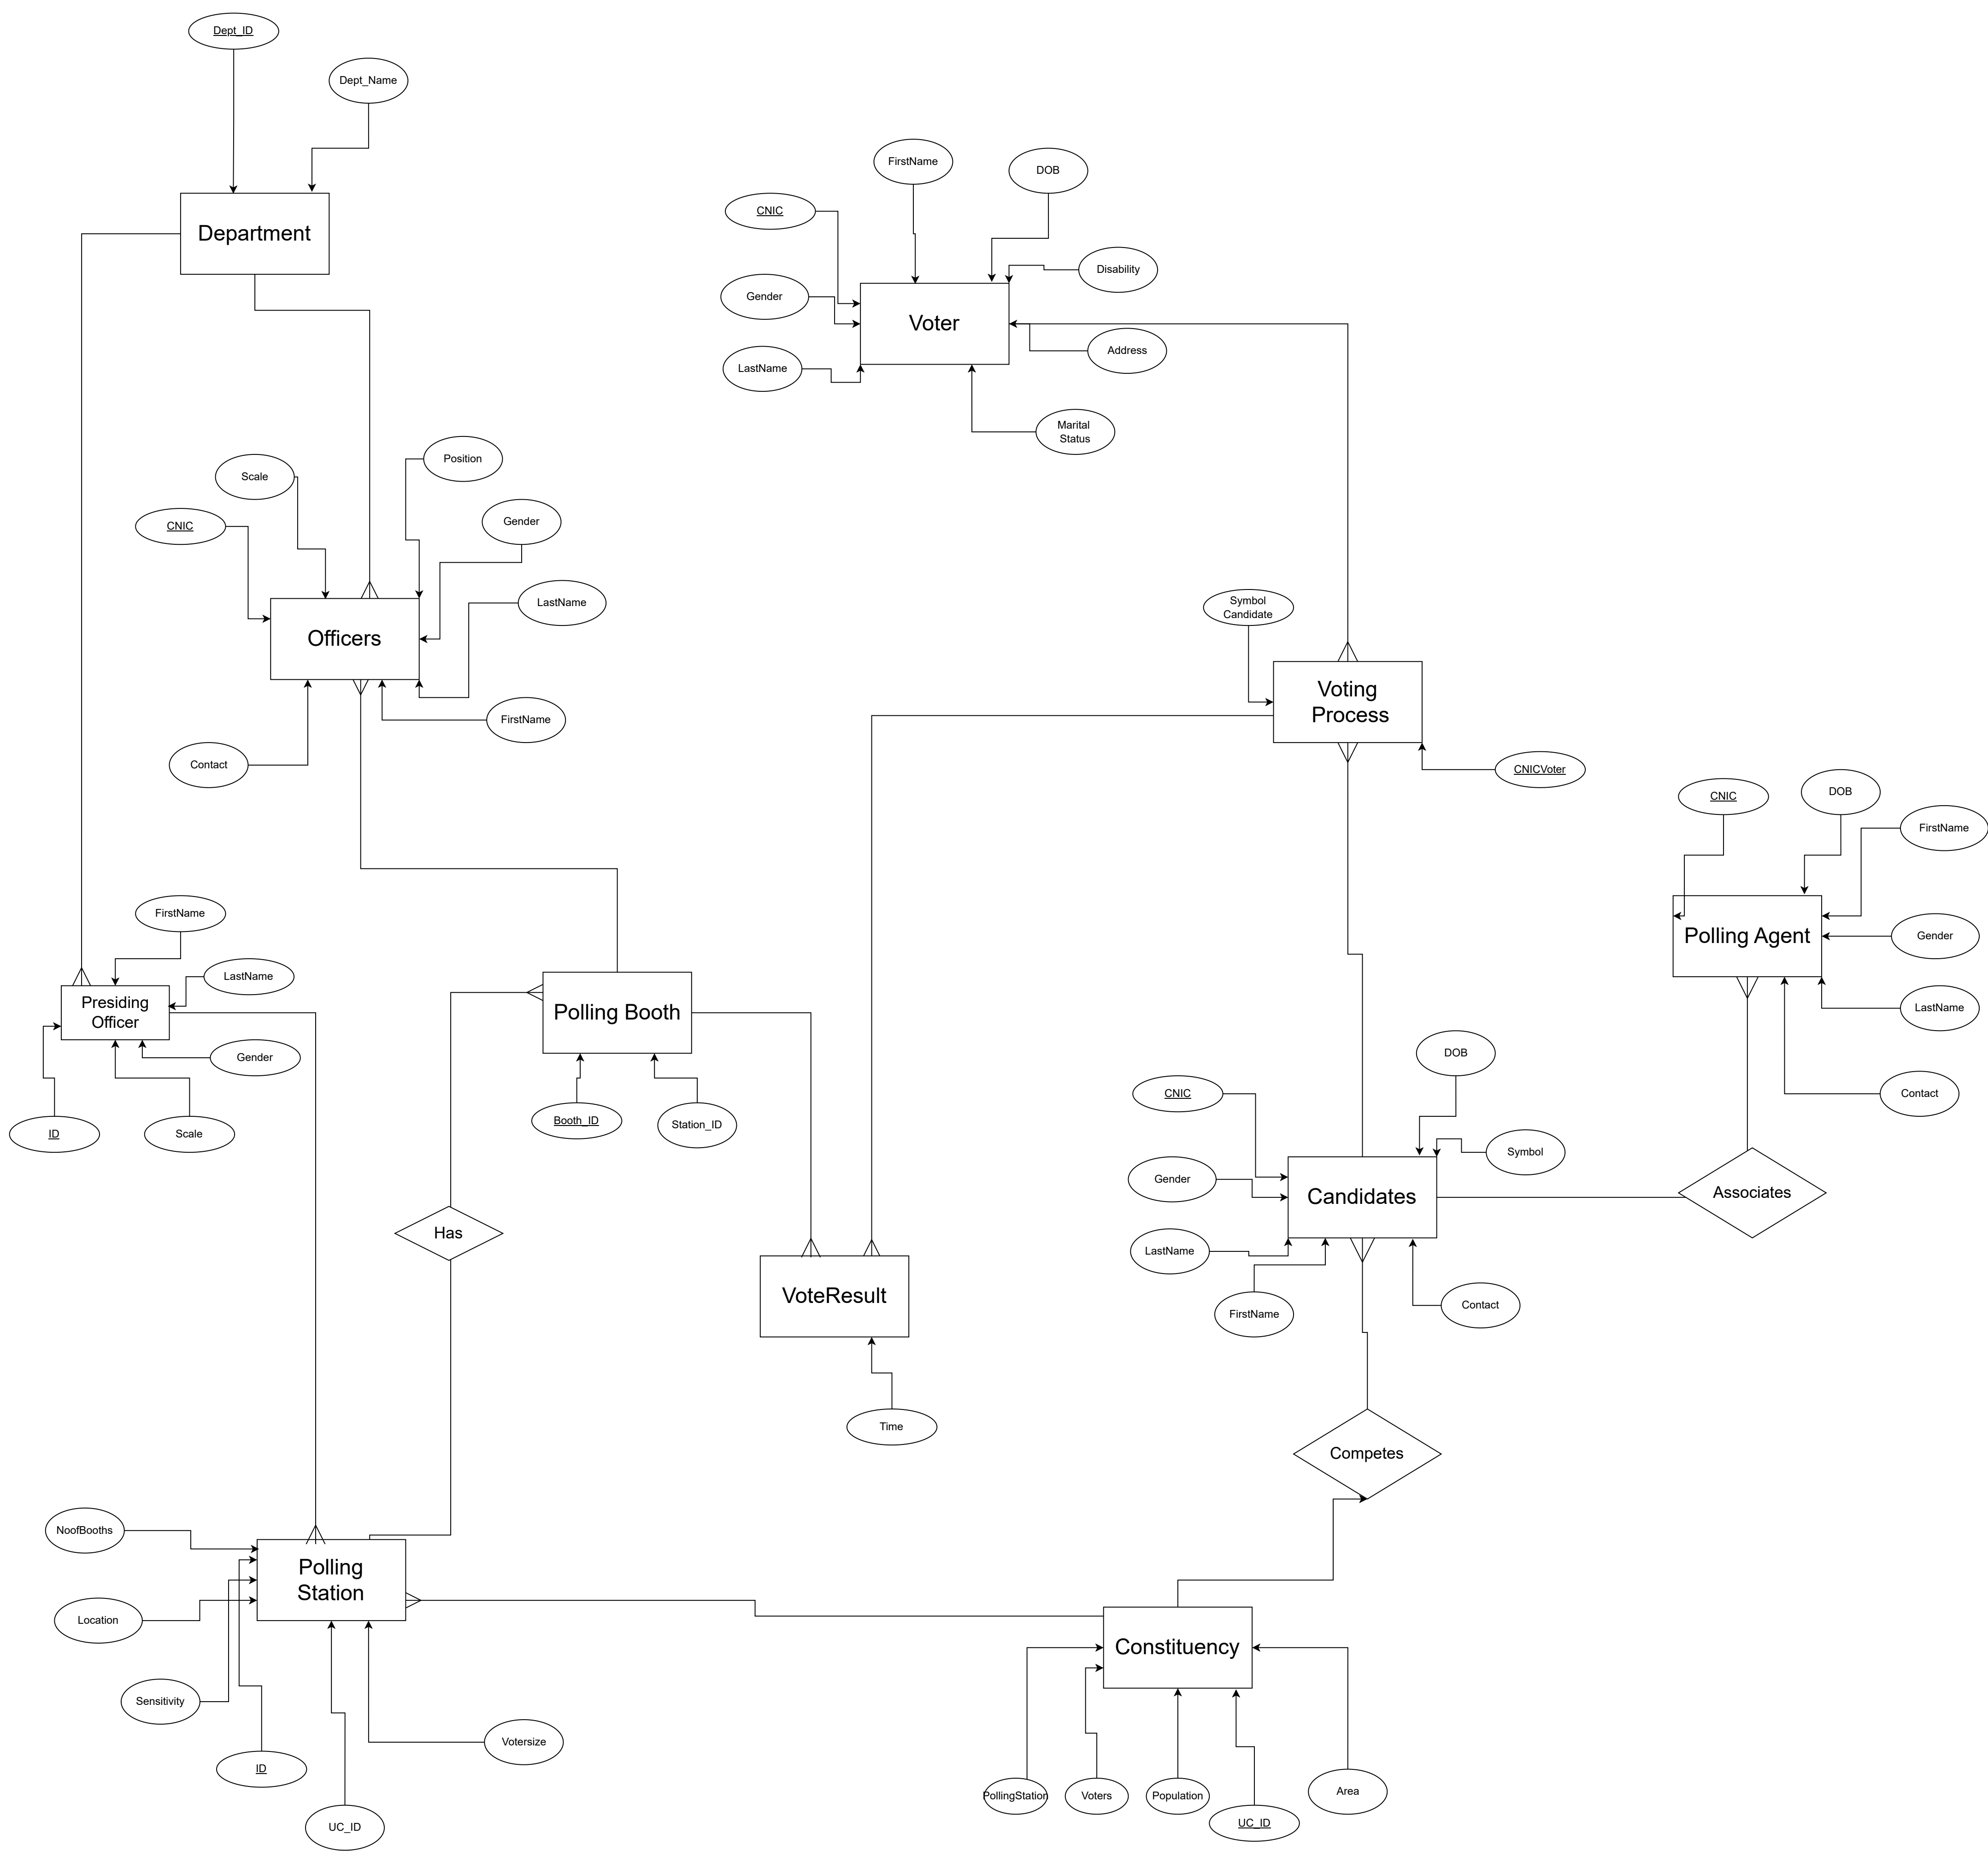 Dept_ID
Dept_Name
Department
FirstName
DOB
CNIC
Disability
Gender
Voter
Address
LastName
Marital
Status
Position
Scale
Gender
CNIC
LastName
Officers
FirstName
Contact
Symbol
Candidate
Voting
Process
CNICVoter
CNIC
DOB
FirstName
Polling Agent
Gender
LastName
Contact
FirstName
LastName
Presiding
Officer
Gender
ID
Scale
Polling Booth
Booth_ID
Station_ID
DOB
CNIC
Symbol
Gender
Candidates
Associates
LastName
FirstName
Contact
Has
VoteResult
Time
Competes
NoofBooths
Polling
Station
Location
Sensitivity
Votersize
ID
UC_ID
Constituency
PollingStation
Voters
Population
UC_ID
Area